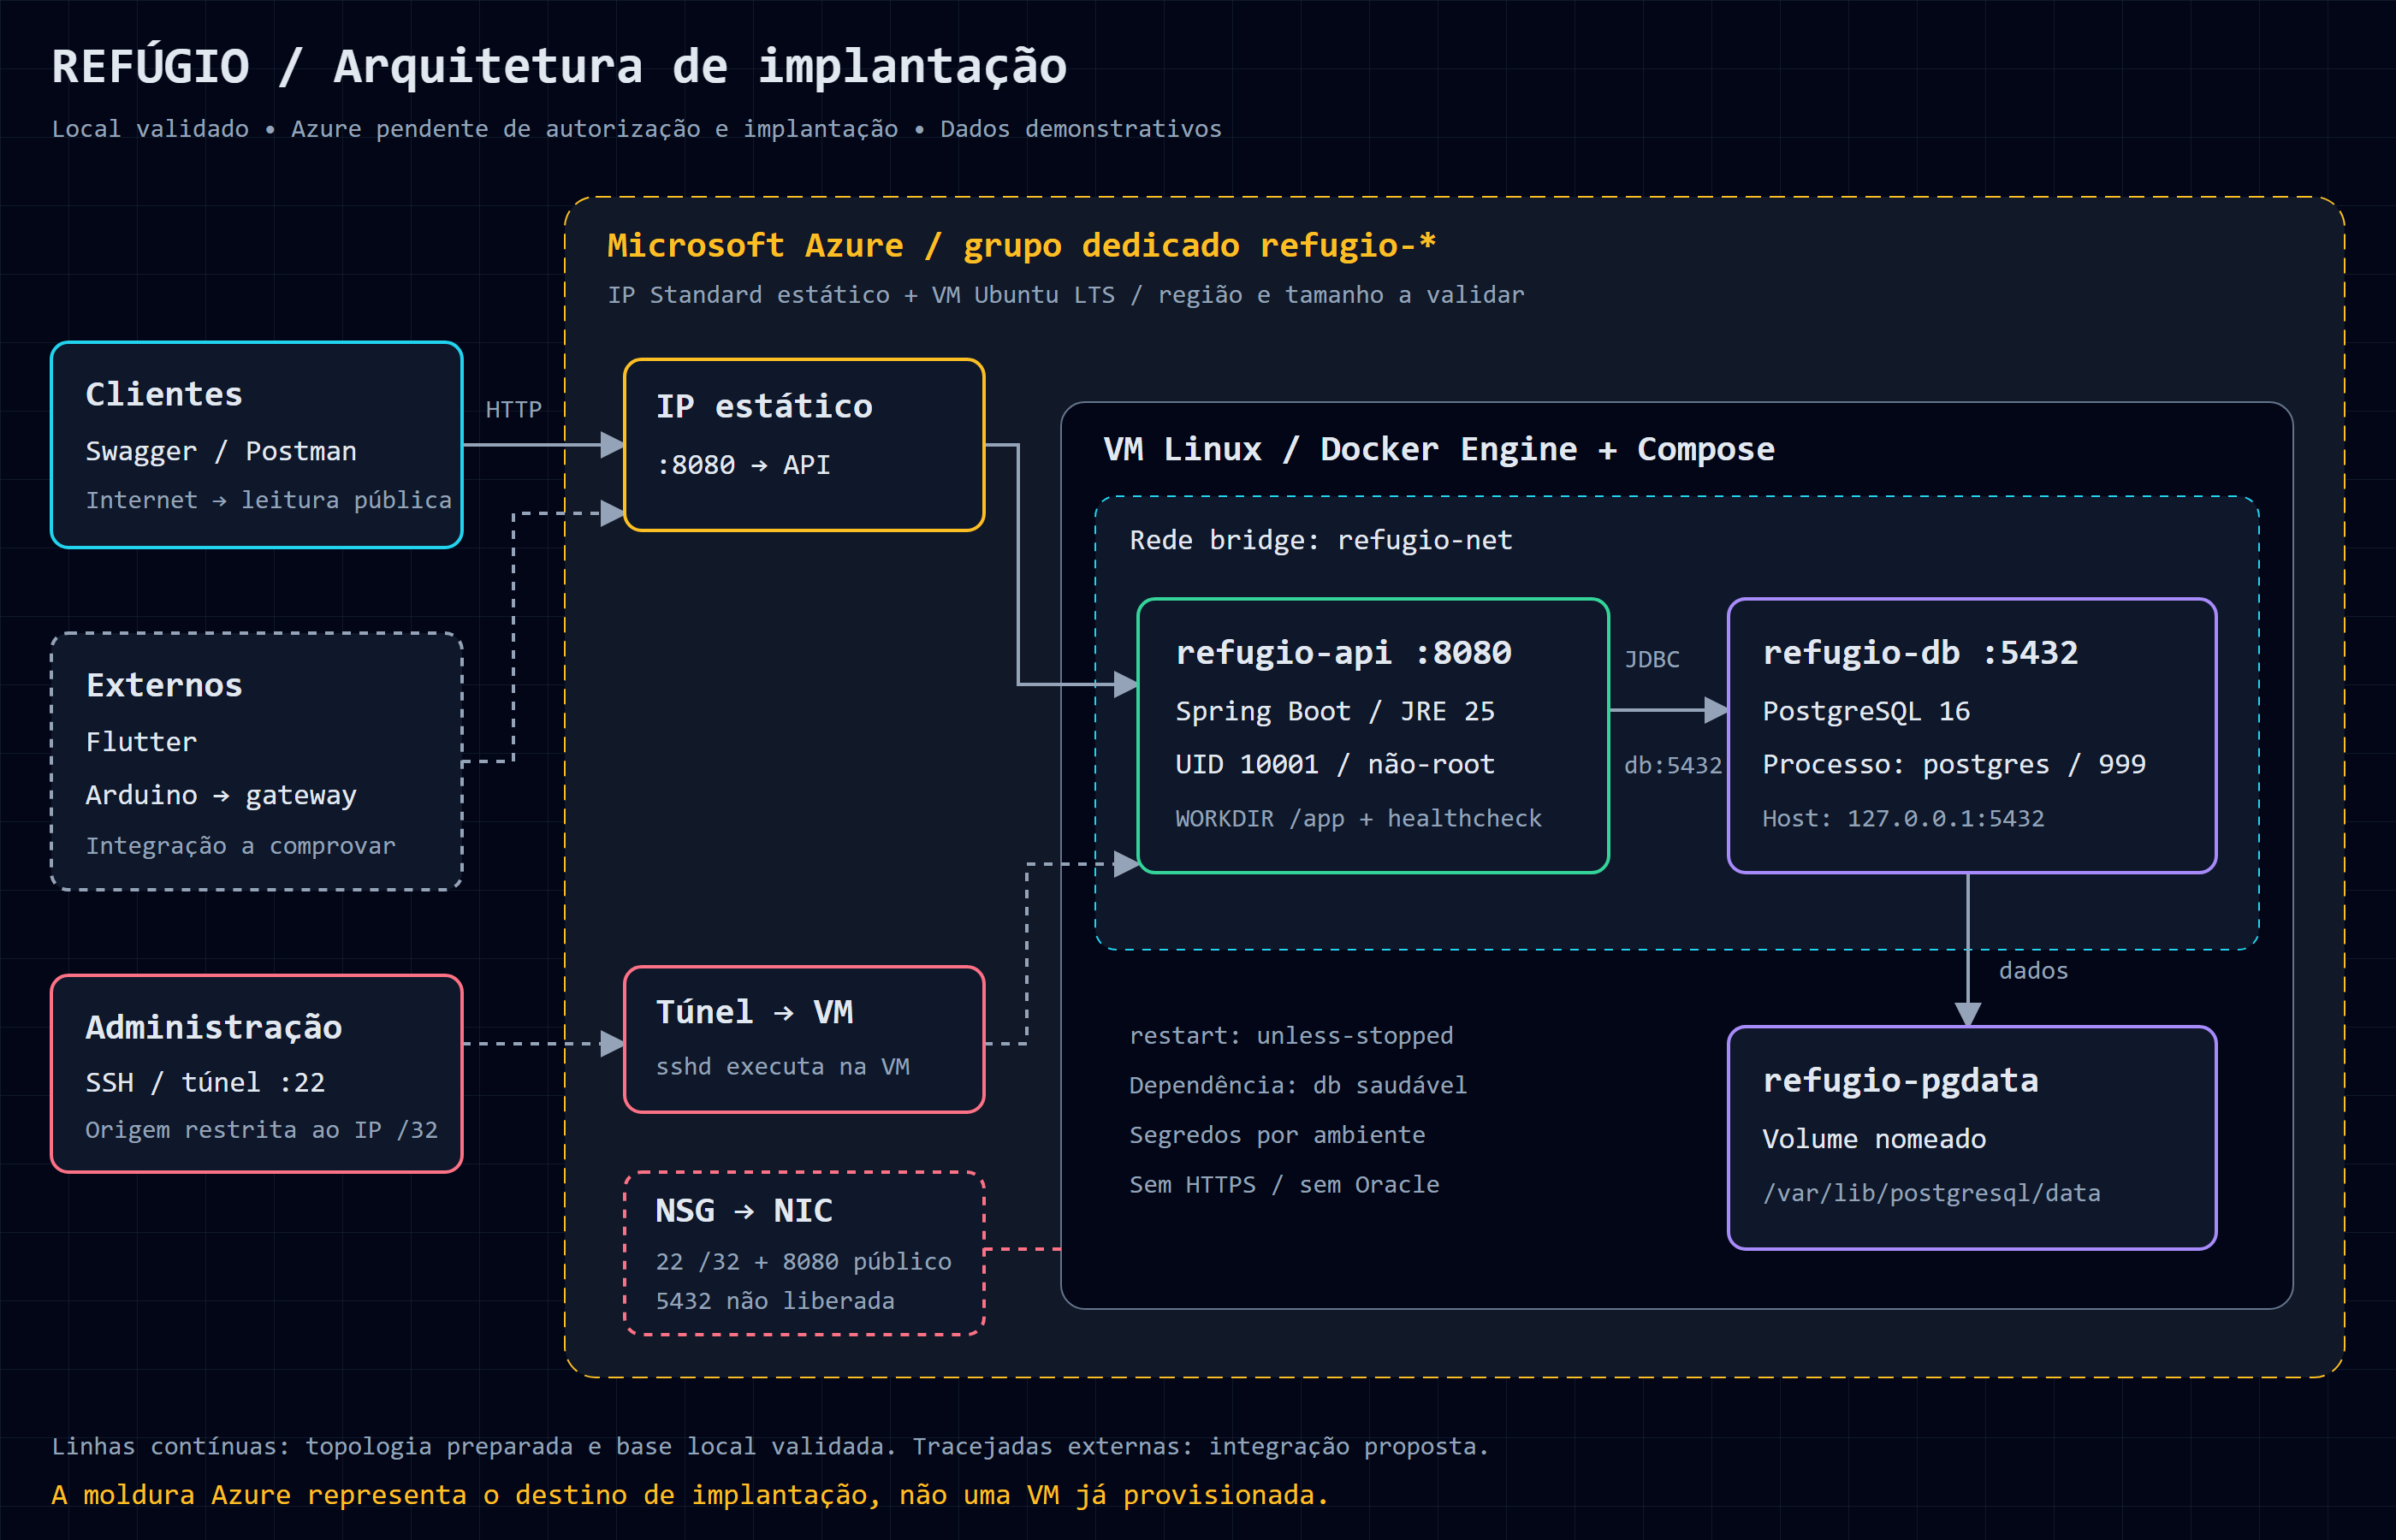 REFÚGIO / Arquitetura de implantação
Local validado • Azure pendente de autorização e implantação • Dados demonstrativos
Microsoft Azure / grupo dedicado refugio-*
IP Standard estático + VM Ubuntu LTS / região e tamanho a validar
Clientes
Swagger / Postman
Internet → leitura pública
HTTP
IP estático
:8080 → API
Externos
Flutter
Arduino → gateway
Integração a comprovar
Administração
SSH / túnel :22
Origem restrita ao IP /32
Túnel → VM
sshd executa na VM
NSG → NIC
22 /32 + 8080 público
5432 não liberada
VM Linux / Docker Engine + Compose
Rede bridge: refugio-net
refugio-api :8080
Spring Boot / JRE 25
UID 10001 / não-root
WORKDIR /app + healthcheck
JDBC
db:5432
refugio-db :5432
PostgreSQL 16
Processo: postgres / 999
Host: 127.0.0.1:5432
dados
restart: unless-stopped
Dependência: db saudável
Segredos por ambiente
Sem HTTPS / sem Oracle
refugio-pgdata
Volume nomeado
/var/lib/postgresql/data
Linhas contínuas: topologia preparada e base local validada. Tracejadas externas: integração proposta.
A moldura Azure representa o destino de implantação, não uma VM já provisionada.